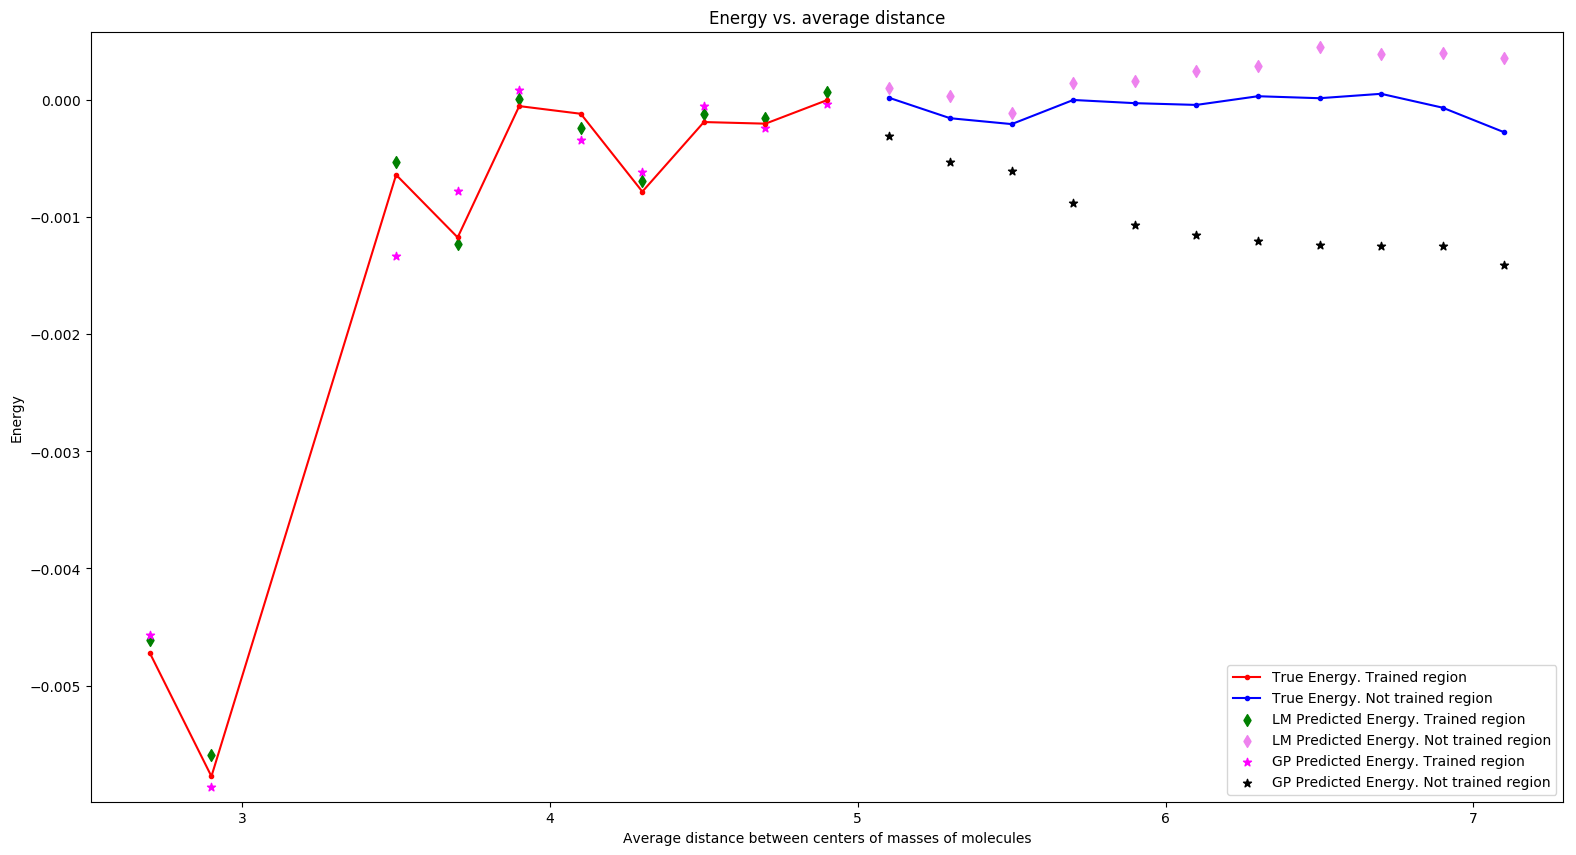 Energy vs. average distance
Energy
0.000
−0.001
−0.002
−0.003
−0.004
−0.005
3
4
5
6
7
Average distance between centers of masses of molecules
True Energy. Trained region
True Energy. Not trained region
LM Predicted Energy. Trained region
LM Predicted Energy. Not trained region
GP Predicted Energy. Trained region
GP Predicted Energy. Not trained region